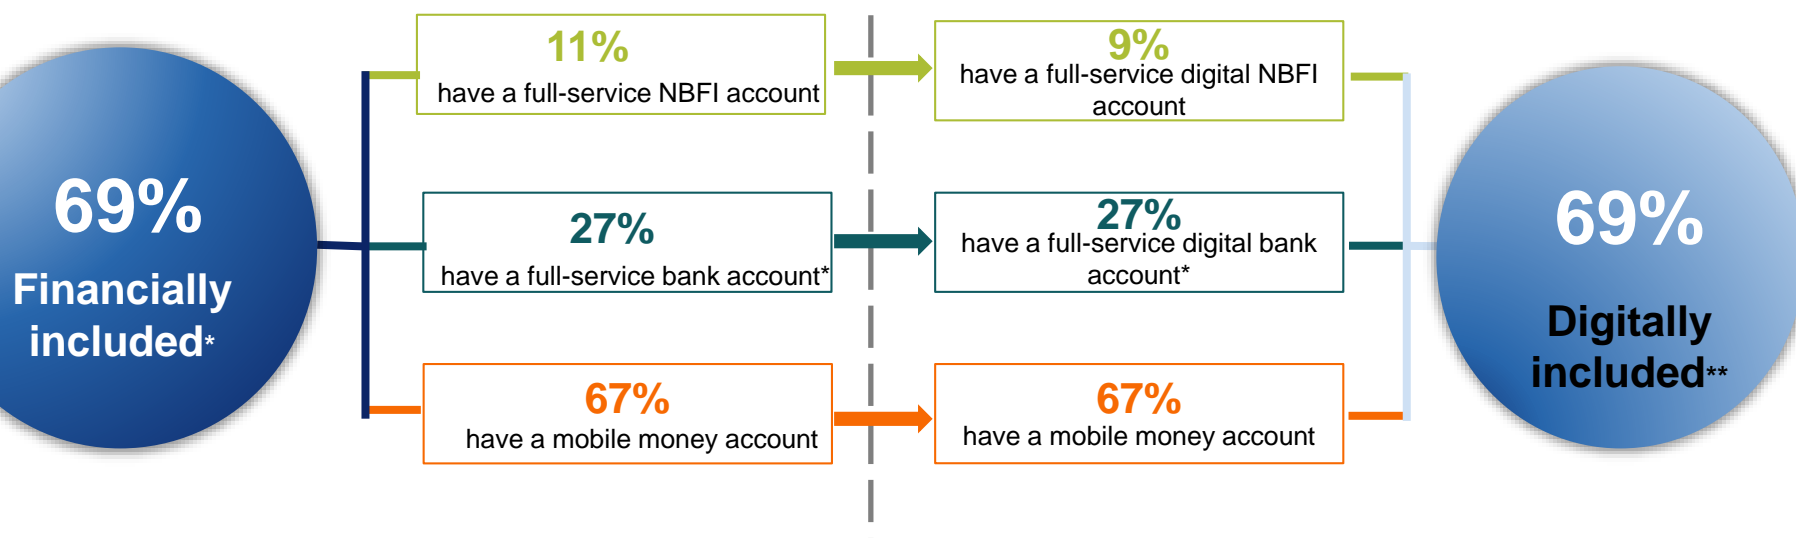 69%
Financially
included*
11%
have a full-service NBFI account
27%
have a full-service bank account*
67%
have a mobile money account
9%
have a full-service digital NBFI
account
27%
have a full-service digital bank
account*
67%
have a mobile money account
69%
Digitally
included**